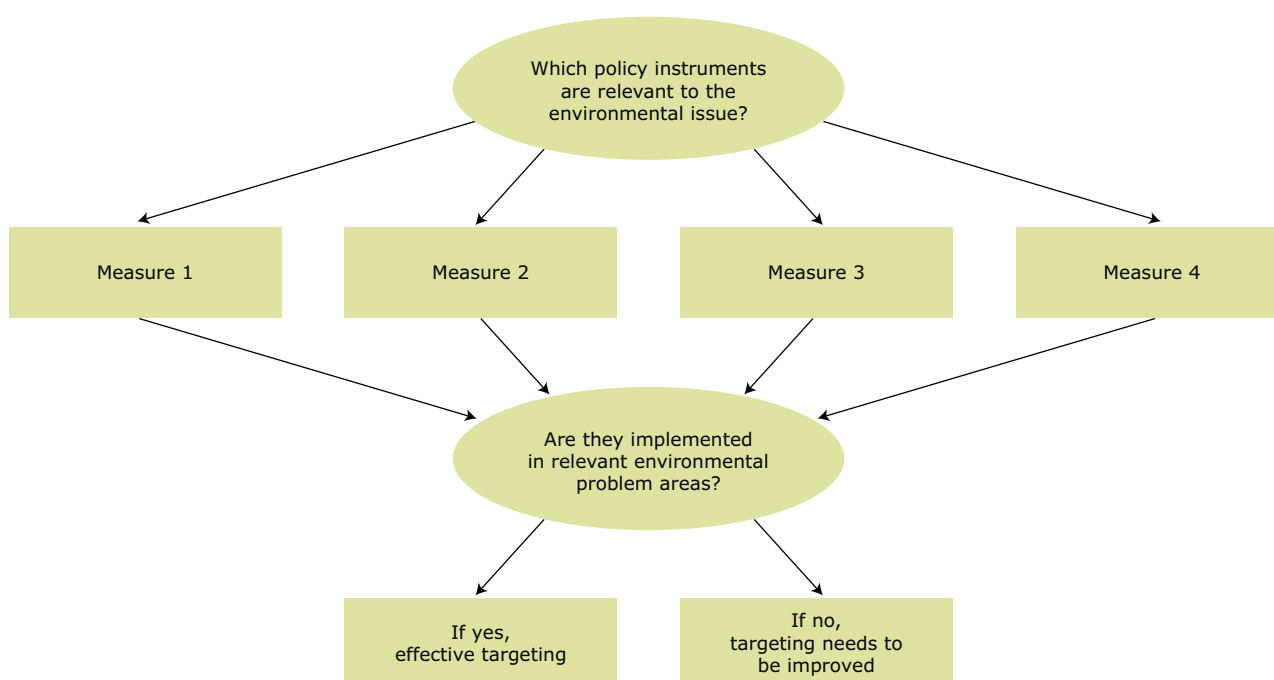 Which policy instruments
are relevant to the
environmental issue?
Measure 1
Measure 2
Measure 3
Measure 4
Are they implemented
in relevant environmental
problem areas?
If yes,
effective targeting
If no,
targeting needs to
be improved